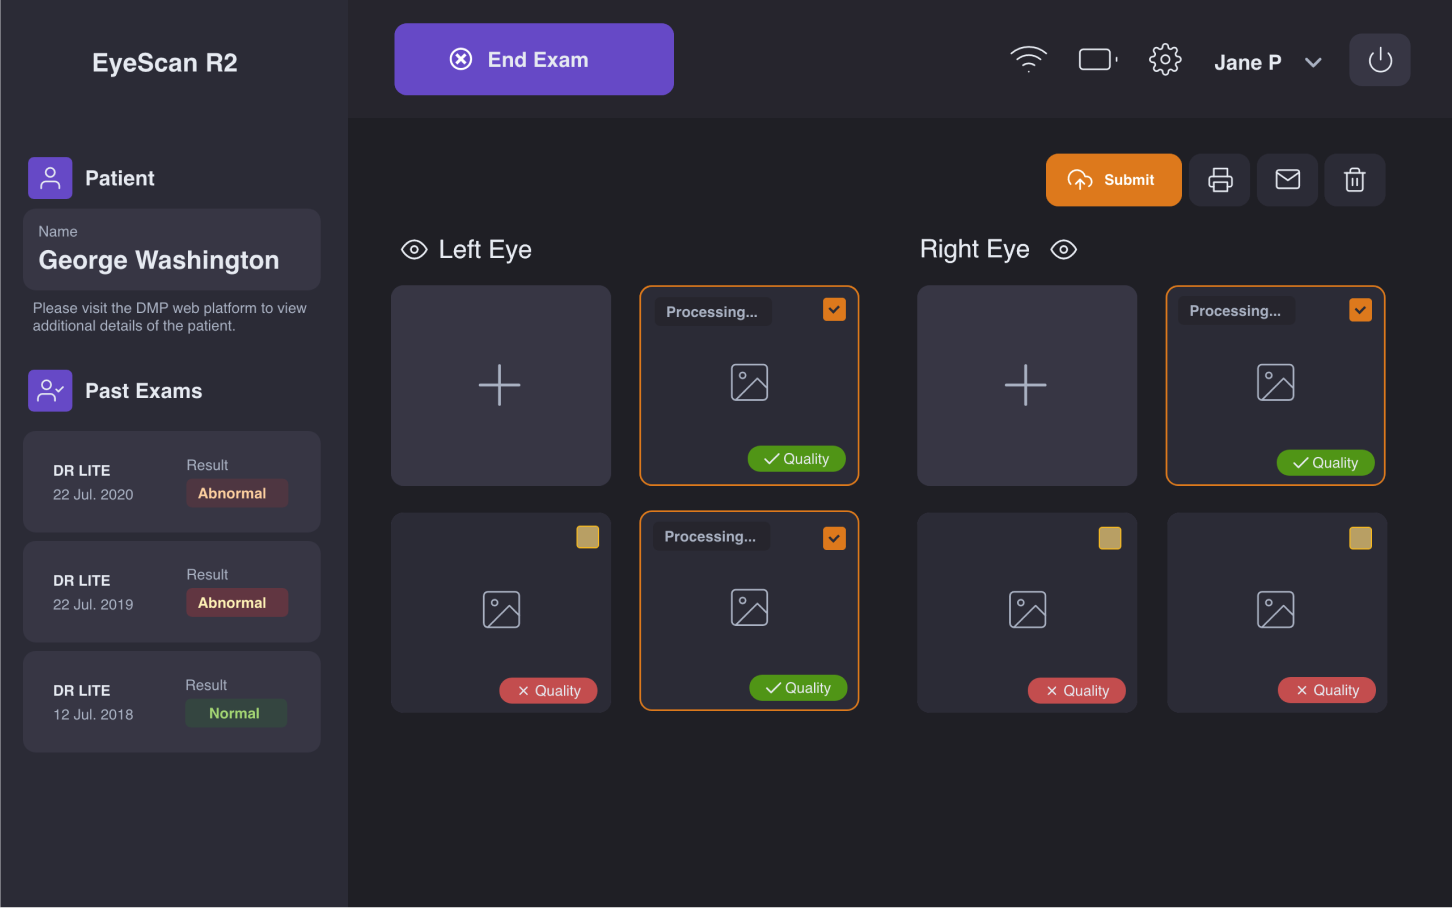 EyeScan R2
End Exam
Jane P
Patient
Name
George Washington
Please visit the DMP web platform to view
additional details of the patient.
Past Exams
DR LITE
22 Jul. 2020
Result
Abnormal
DR LITE
22 Jul. 2019
Result
Abnormal
DR LITE
12 Jul. 2018
Result
Normal
Submit
Left Eye
Processing...
Quality
Quality
Processing...
Quality
Right Eye
Processing...
Quality
Quality
Quality